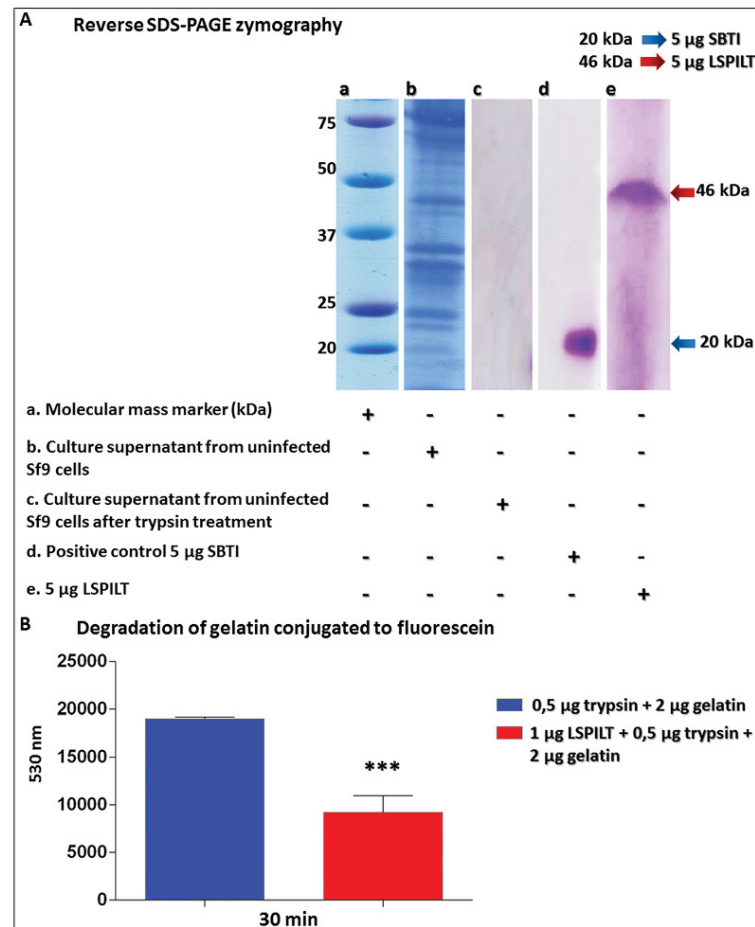 A
Reverse SDS-PAGE zymography
20 kDa 5 µg SBTI
46 kDa 5 µg LSPILT
a b c d e
75
50
46 kDa
37
25
20
20 kDa
a. Molecular mass marker (kDa) + - - - -
b. Culture supernatant from uninfected
Sf9 cells - + - - -
c. Culture supernatant from uninfected
Sf9 cells after trypsin treatment - - + - -
d. Positive control 5 µg SBTI - - - + -
e. 5 µg LSPILT - - - - +
B
Degradation of gelatin conjugated to fluorescein
25000
20000
15000
10000
5000
0
530 nm
***
30 min
0,5 µg trypsin + 2 µg gelatin
1 µg LSPILT + 0,5 µg trypsin +
2 µg gelatin